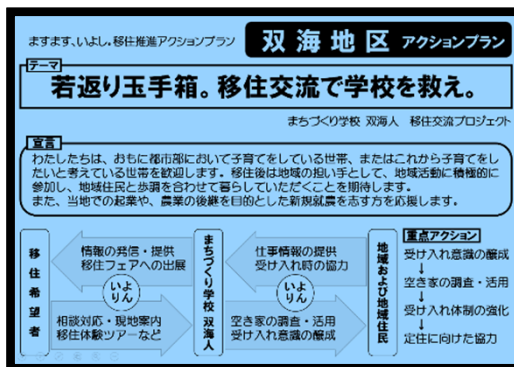 ますます、いよし。移住推進アクションプラン
双海地区 アクションプラン
テーマ
若返り玉手箱。移住交流で学校を救え。
まちづくり学校 双海人 移住交流プロジェクト
宣言
わたしたちは、おもに都市部において子育てをしている世帯、またはこれから子育てをし
たいと考えている世帯を歓迎します。移住後は地域の担い手として、地域活動に積極的に
参加し、地域住民と歩調を合わせて暮らしていただくことを期待します。
また、当地での起業や、農業の後継を目的とした新規就農を志す方を応援します。
移住希望者
情報の発信・提供
移住フェアへの出展
いよりん
相談対応・現地案内
移住体験ツアーなど
まちづくり学校 双海人
仕事情報の提供
受け入れ時の協力
いよりん
空き家の調査・活用
受け入れ意識の醸成
地域および地域住民
重点アクション
受け入れ意識の醸成
↓
空き家の調査・活用
↓
受け入れ体制の強化
↓
定住に向けた協力